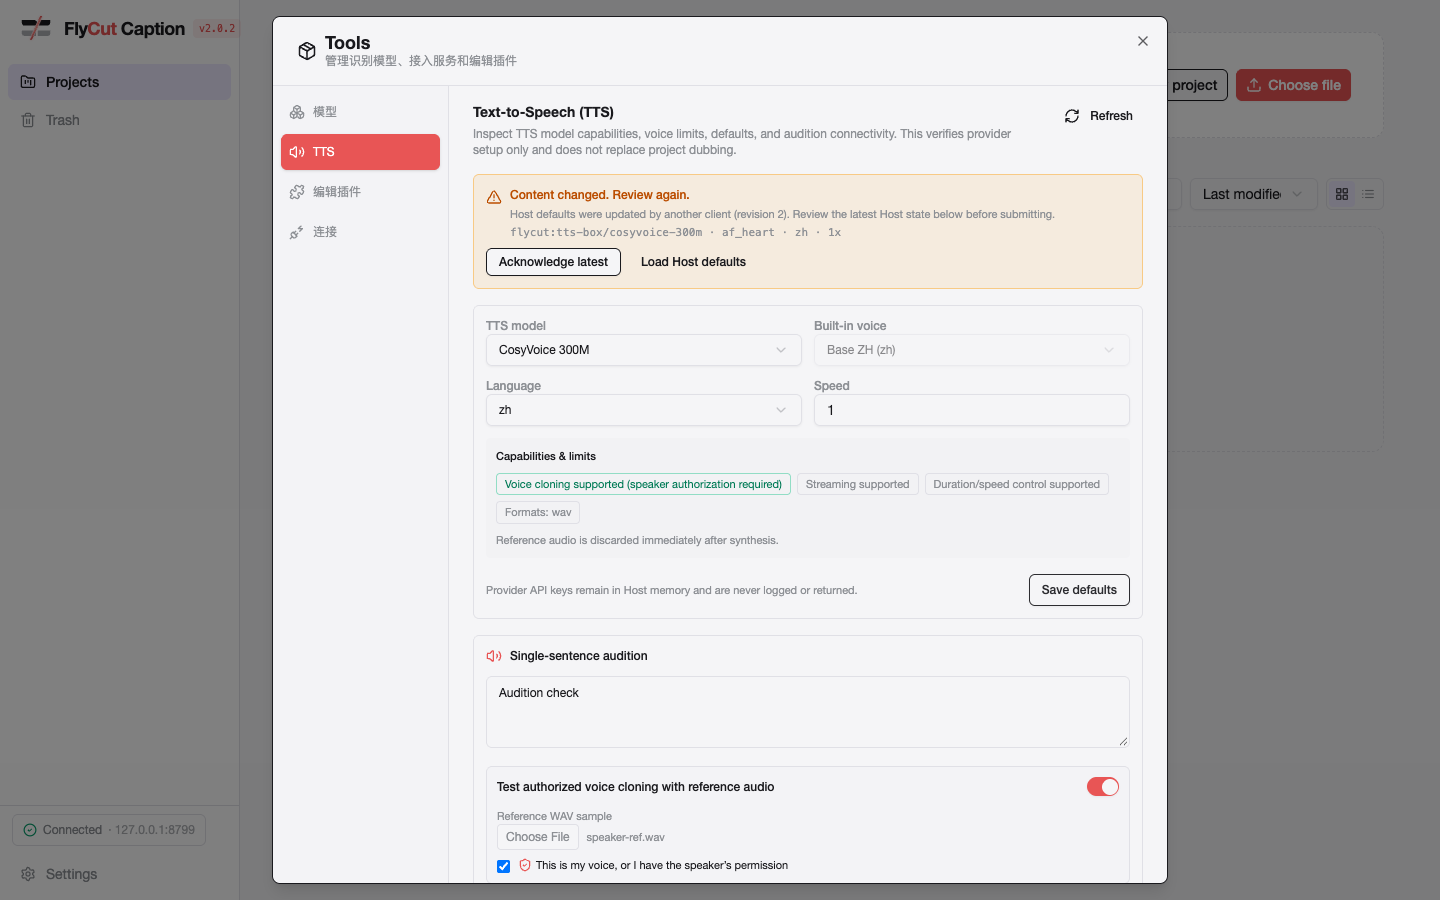 FlyCut Caption v2.0.2
Projects
Trash
Connected · 127.0.0.1:8799
Settings
project
Choose file
Last modifie
Tools
管理识别模型、接入服务和编辑插件
模型
TTS
编辑插件
连接
Text-to-Speech (TTS)
Refresh
Inspect TTS model capabilities, voice limits, defaults, and audition connectivity. This verifies provider
setup only and does not replace project dubbing.
Content changed. Review again.
Host defaults were updated by another client (revision 2). Review the latest Host state below before submitting.
flycut:tts-box/cosyvoice-300m · af_heart · zh · 1x
Acknowledge latest
Load Host defaults
TTS model
Built-in voice
CosyVoice 300M
Base ZH (zh)
Language
Speed
zh
1
Capabilities & limits
Voice cloning supported (speaker authorization required)
Streaming supported
Duration/speed control supported
Formats: wav
Reference audio is discarded immediately after synthesis.
Provider API keys remain in Host memory and are never logged or returned.
Save defaults
Single-sentence audition
Audition check
Test authorized voice cloning with reference audio
Reference WAV sample
Choose File speaker-ref.wav
This is my voice, or I have the speaker's permission